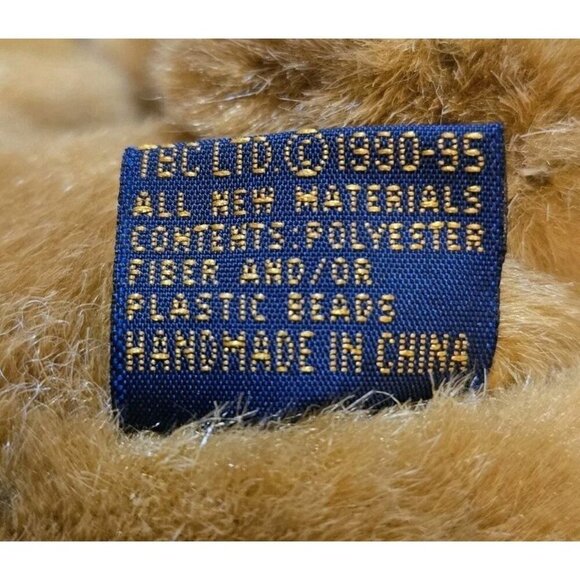 TBC LTD. © 1990-95
ALL NEW MATERIALS
CONTENTS: POLYESTER
FIBER AND/OR
PLASTIC BEADS
HANDMADE IN CHINA